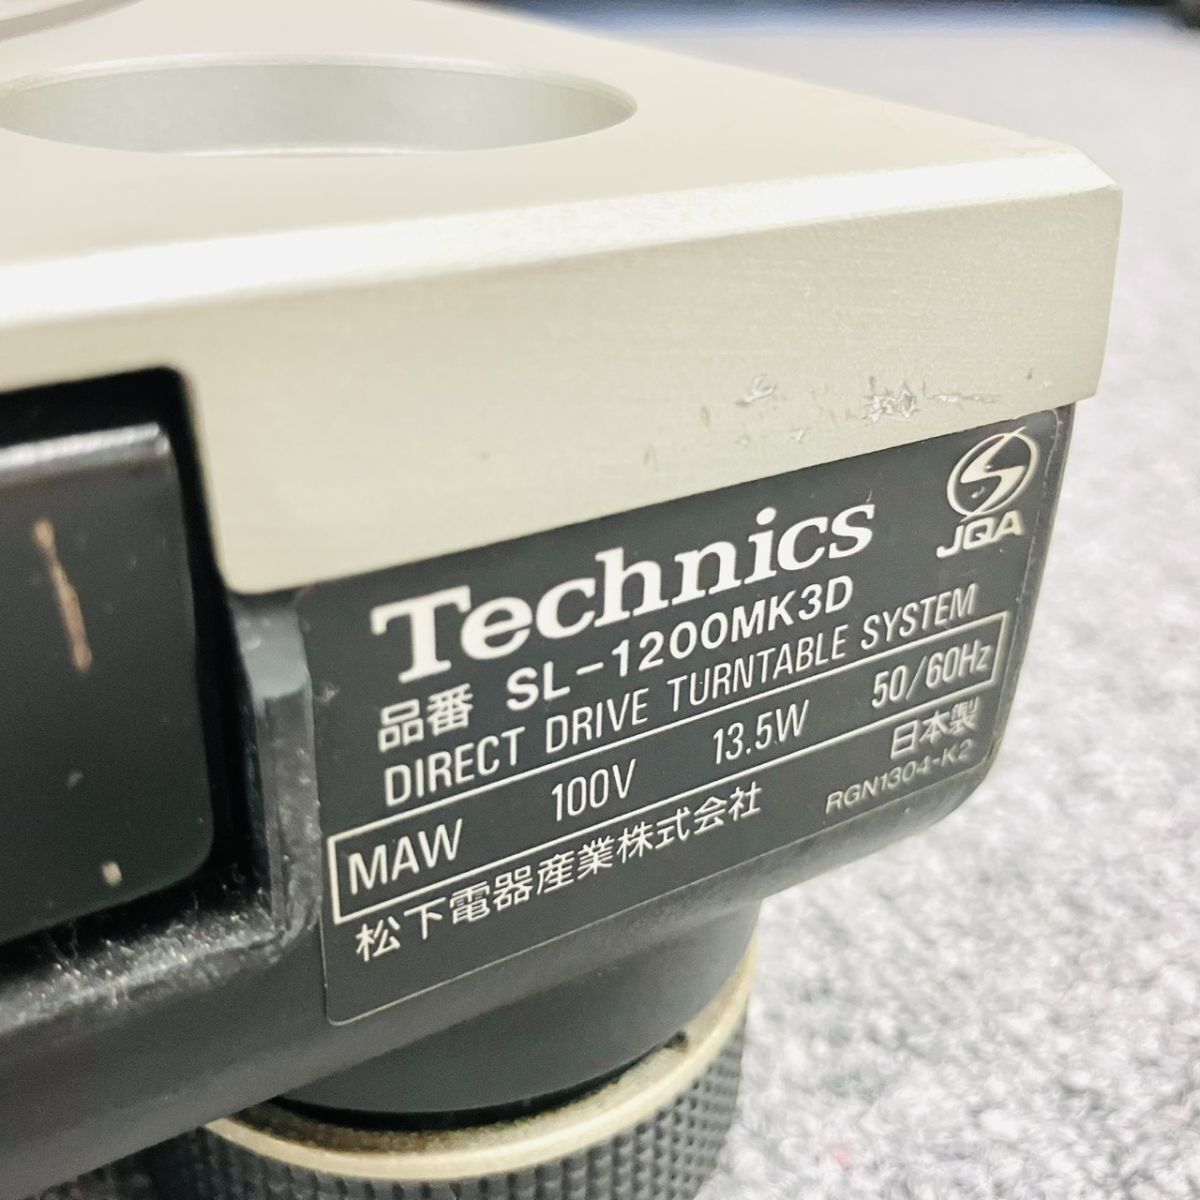 JQA
Technics
品番 SL-1200MK3D
DIRECT DRIVE TURNTABLE SYSTEM
MAW 100V 13.5W 50/60Hz
松下電器産業株式会社 日本製
RGN1304-K2